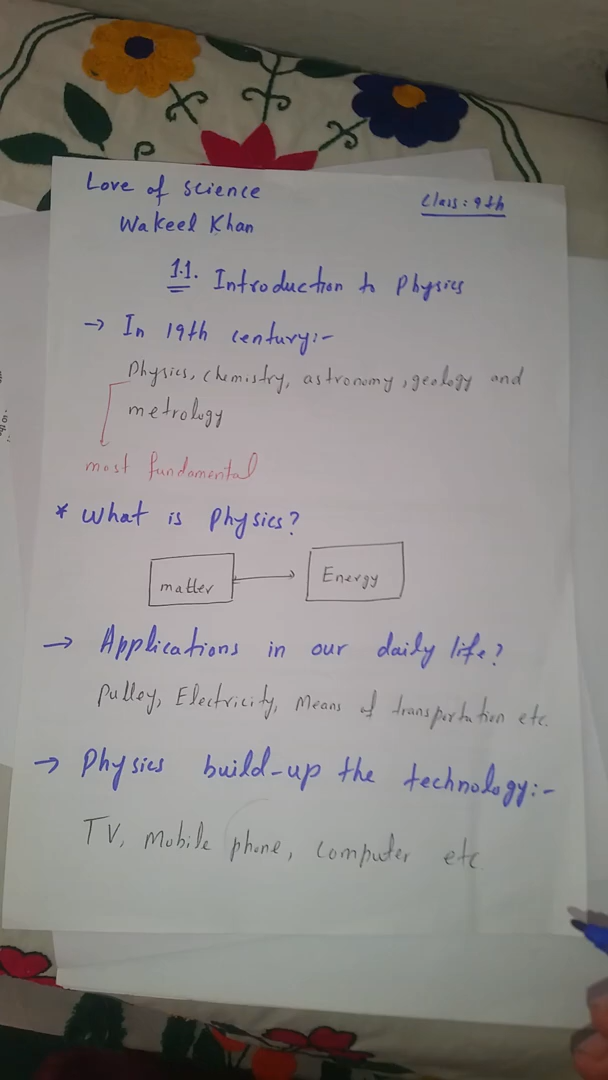 Love of science
Class: 9th
Wakeel Khan
1.1. Introduction to Physics
→ In 19th century:-
Physics, chemistry, astronomy, geology and
metrology
most fundamental
* What is Physics?
matter
Energy
→ Applications in our daily life?
Pulley, Electricity, Means of transportation etc.
→ Physics build-up the technology:-
TV, Mobile phone, Computer etc